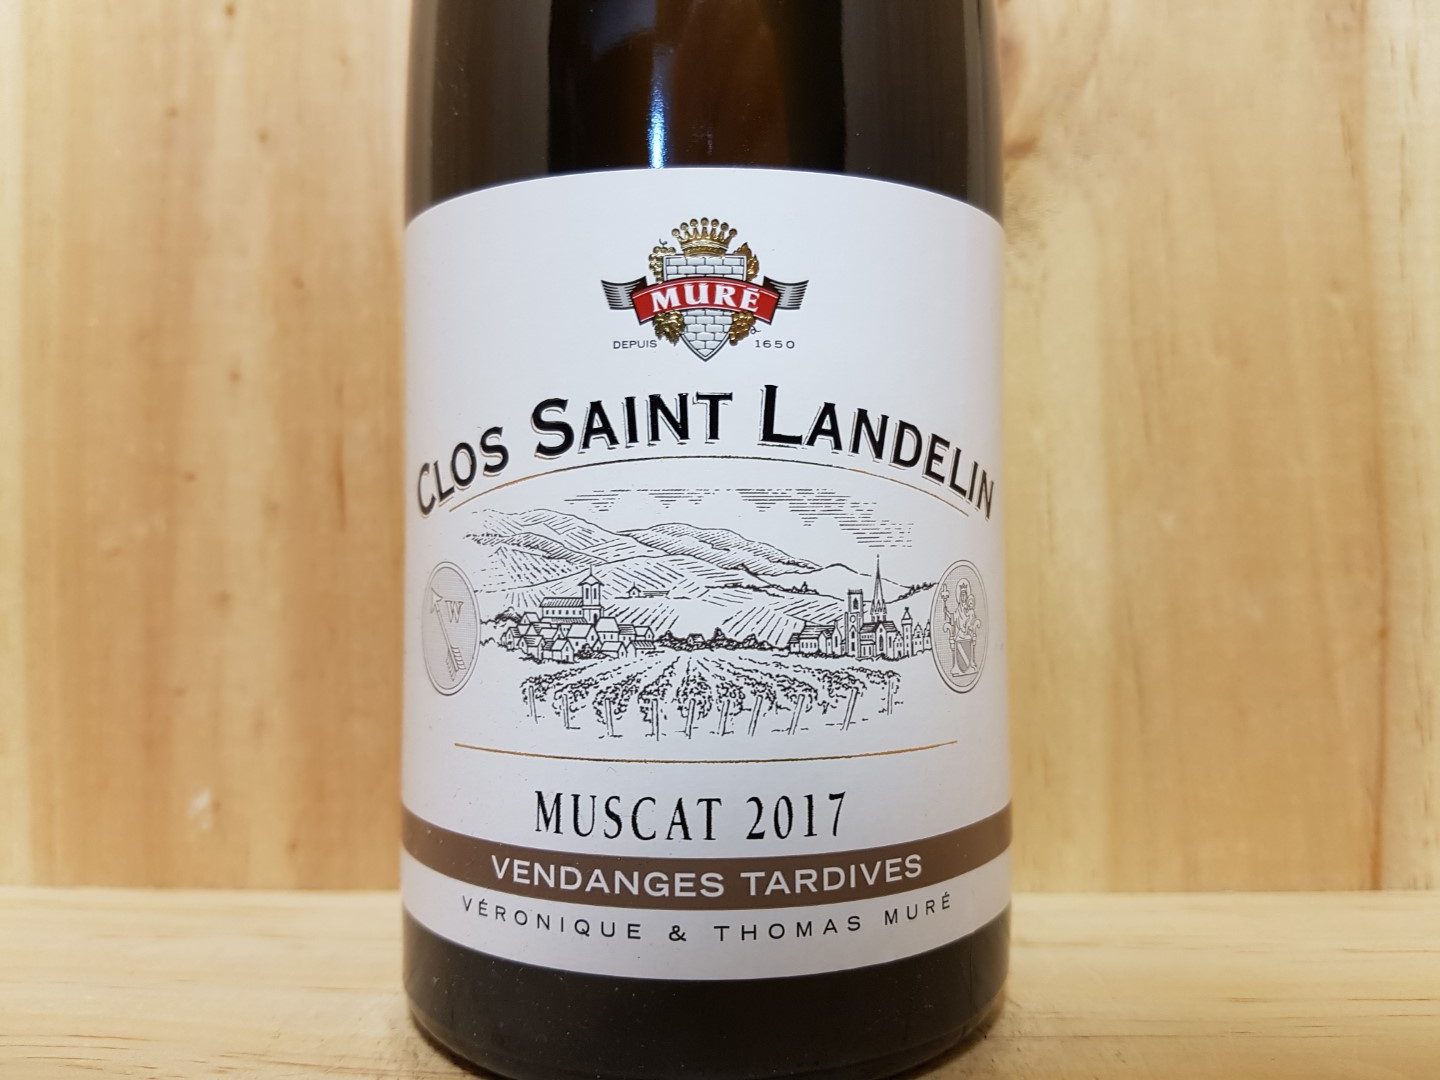 MURÉ
DEPUIS 1650
CLOS SAINT LANDELIN
W
MUSCAT 2017
VENDANGES TARDIVES
VÉRONIQUE & THOMAS MURÉ